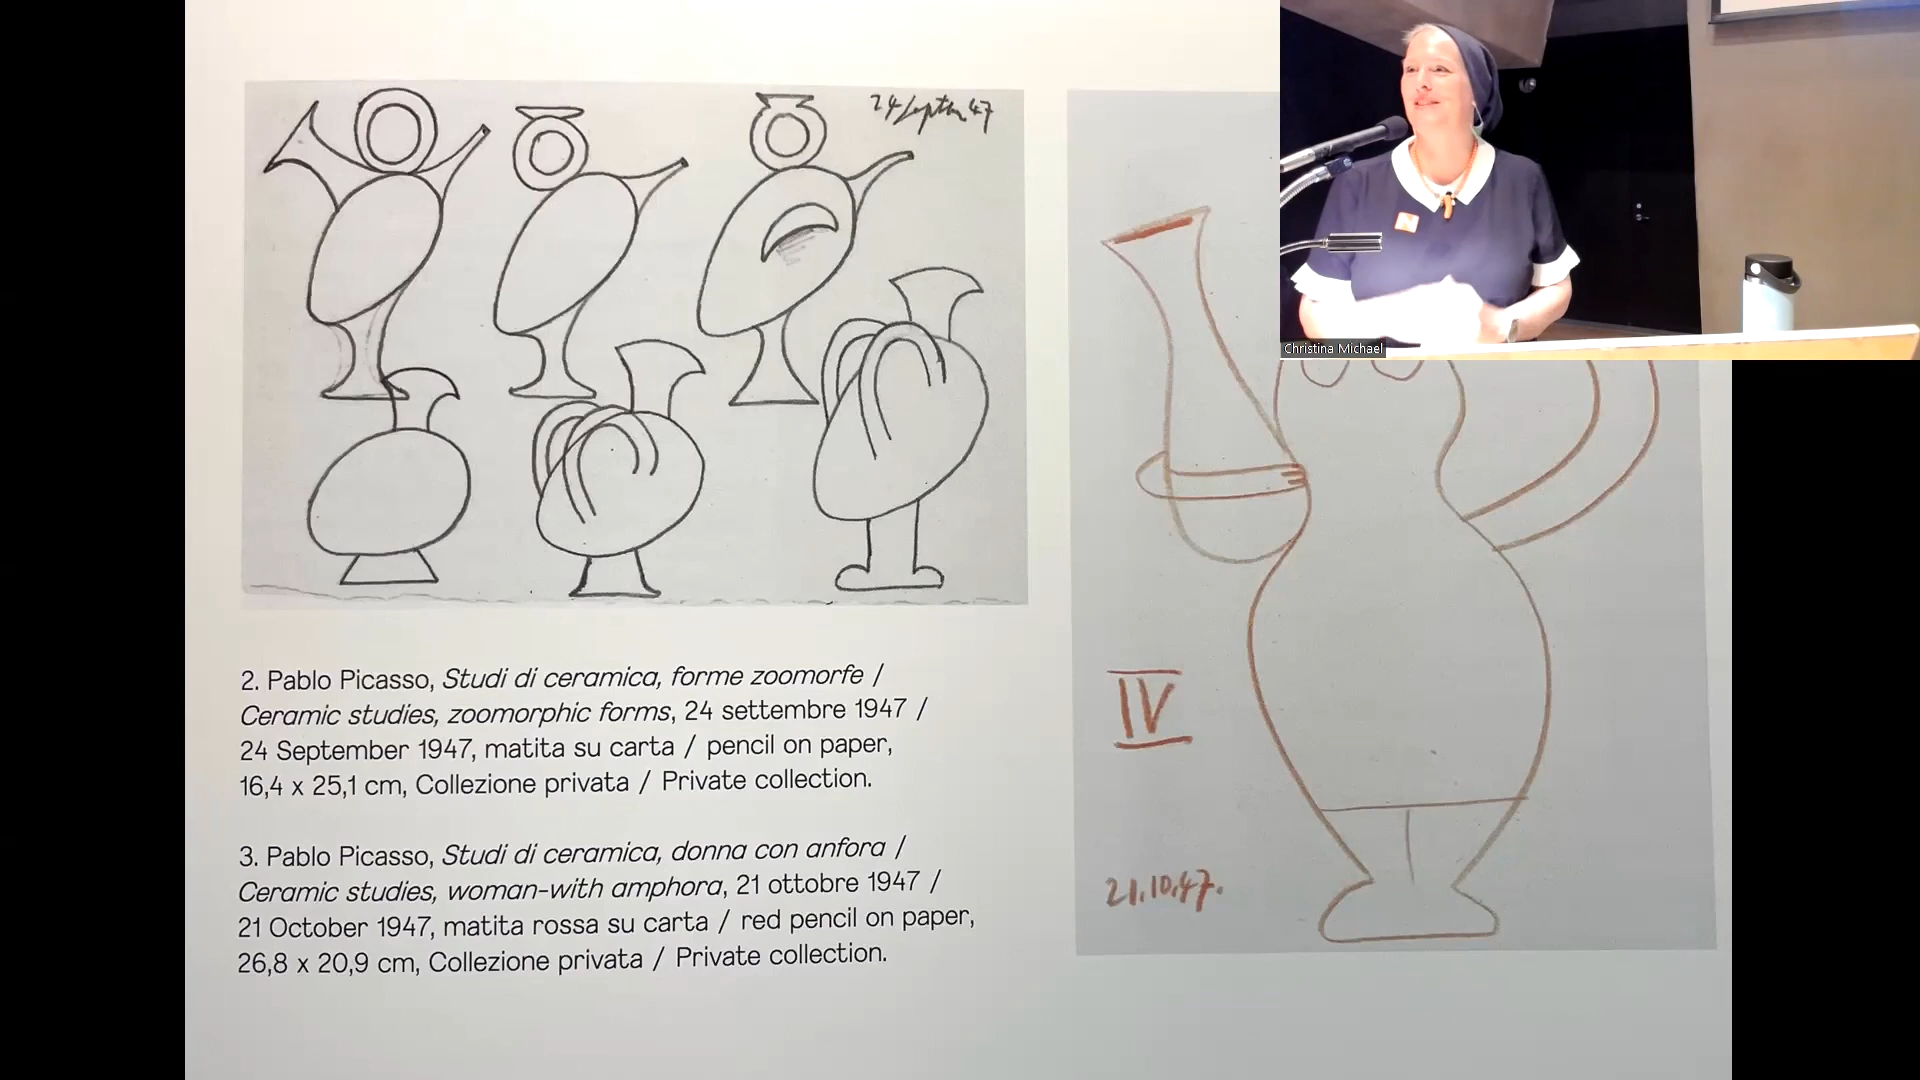 24 Septem. 47
Christina Michael
IV
21.10.47.
2. Pablo Picasso, Studi di ceramica, forme zoomorfe /
Ceramic studies, zoomorphic forms, 24 settembre 1947 /
24 September 1947, matita su carta / pencil on paper,
16,4 x 25,1 cm, Collezione privata / Private collection.
3. Pablo Picasso, Studi di ceramica, donna con anfora /
Ceramic studies, woman-with amphora, 21 ottobre 1947 /
21 October 1947, matita rossa su carta / red pencil on paper,
26,8 x 20,9 cm, Collezione privata / Private collection.